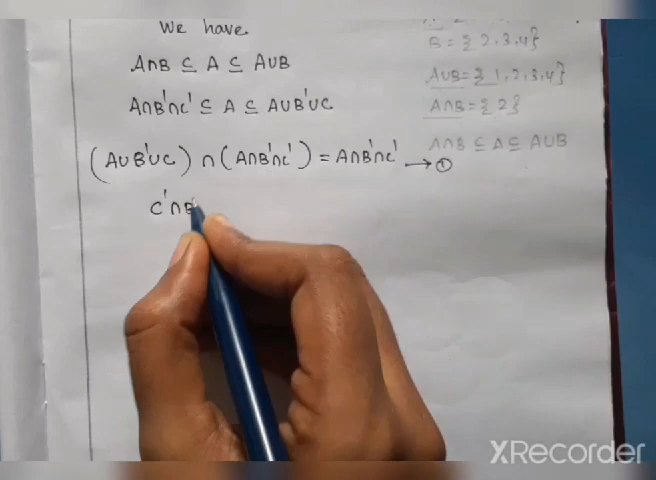 We have
A∩B ⊆ A ⊆ A∪B
A∩B'∩C' ⊆ A ⊆ A∪B'∪C
(A∪B'∪C) ∩ (A∩B'∩C') = A∩B'∩C' → ①
C'∩B
B = { 2, 3, 4 }
A∪B = { 1, 2, 3, 4 }
A∩B = { 2 }
A∩B ⊆ A ⊆ A∪B
XRecorder